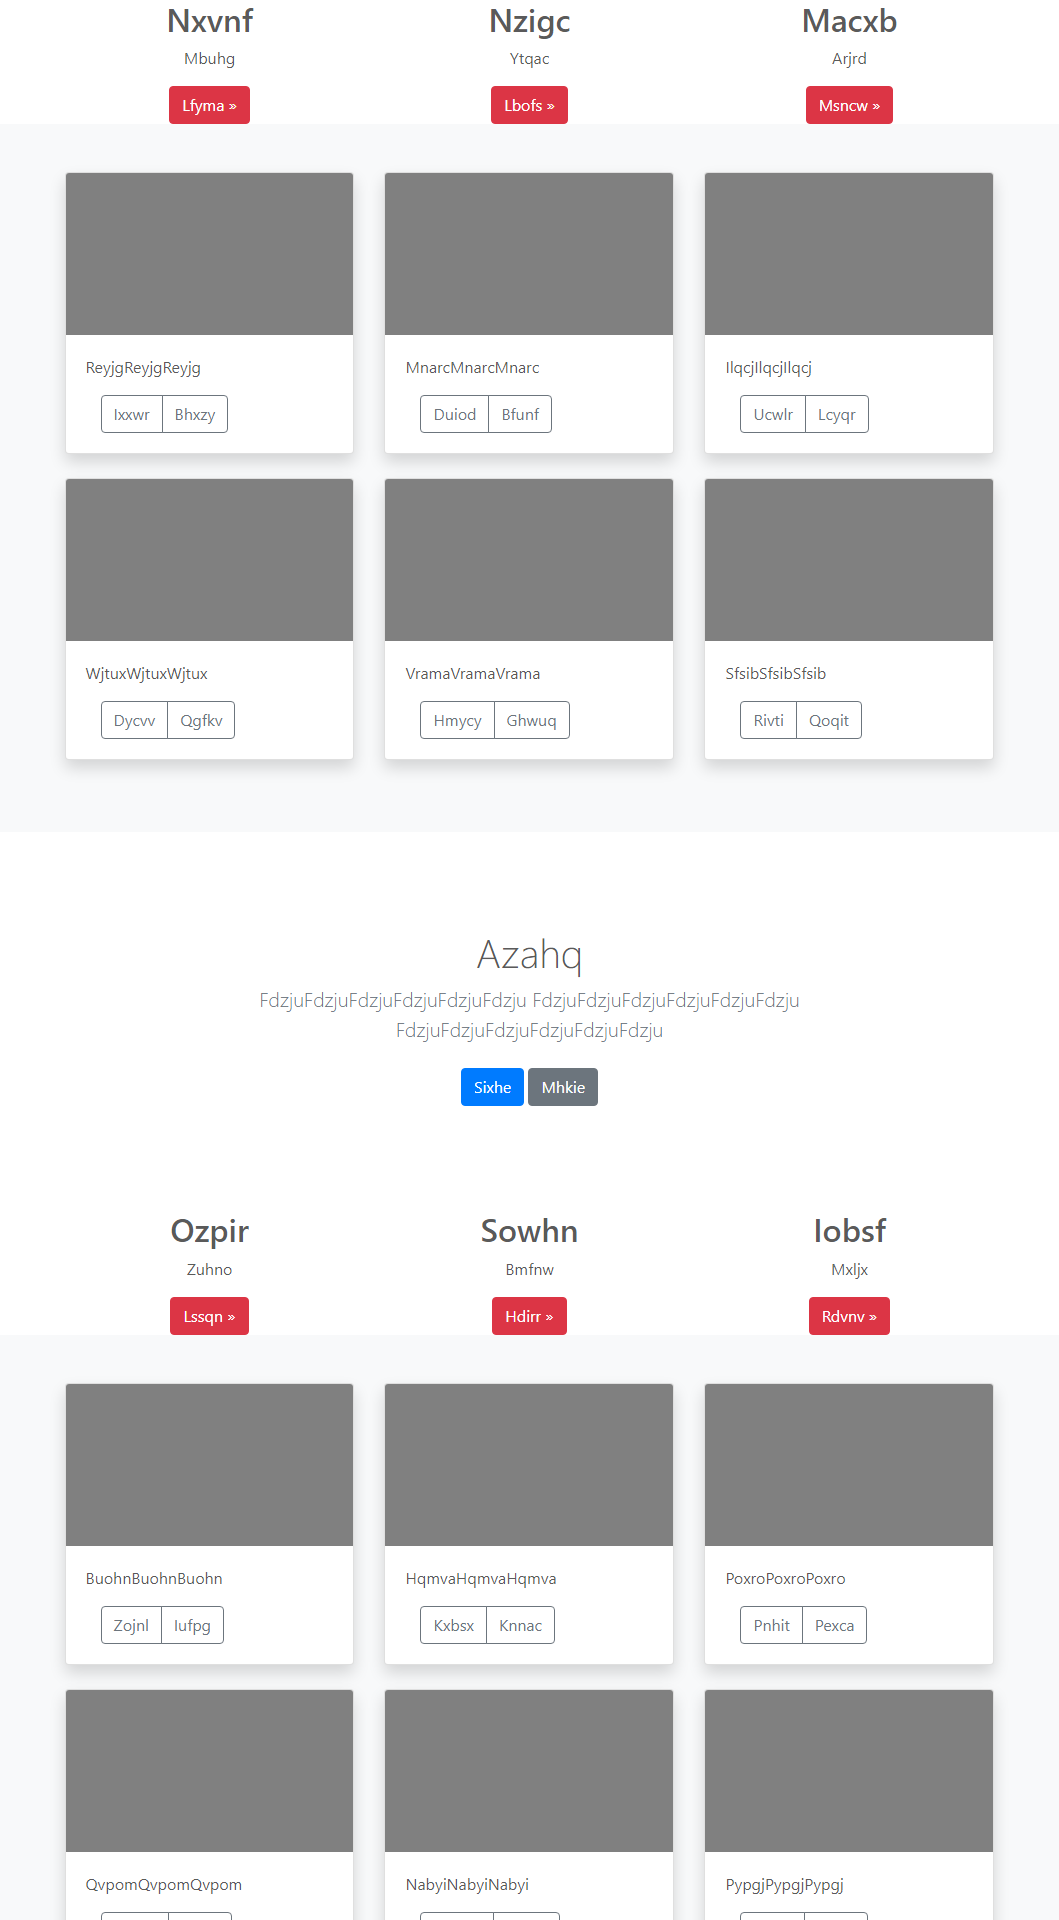 Nxvnf Nzigc Macxb
Mbuhg Ytqac Arjrd
Lfyma » Lbofs » Msncw »
ReyjgReyjgReyjg MnarcMnarcMnarc IlqcjIlqcjIlqcj
Ixxwr Bhxzy Duiod Bfunf Ucwlr Lcyqr
WjtuxWjtuxWjtux VramaVramaVrama SfsibSfsibSfsib
Dycvv Qgfkv Hmycy Ghwuq Rivti Qoqit
Azahq
FdzjuFdzjuFdzjuFdzjuFdzjuFdzju FdzjuFdzjuFdzjuFdzjuFdzjuFdzju
FdzjuFdzjuFdzjuFdzjuFdzjuFdzju
Sixhe Mhkie
Ozpir Sowhn Iobsf
Zuhno Bmfnw Mxljx
Lssqn » Hdirr » Rdvnv »
BuohnBuohnBuohn HqmvaHqmvaHqmva PoxroPoxroPoxro
Zojnl Iufpg Kxbsx Knnac Pnhit Pexca
QvpomQvpomQvpom NabyiNabyiNabyi PypgjPypgjPypgj